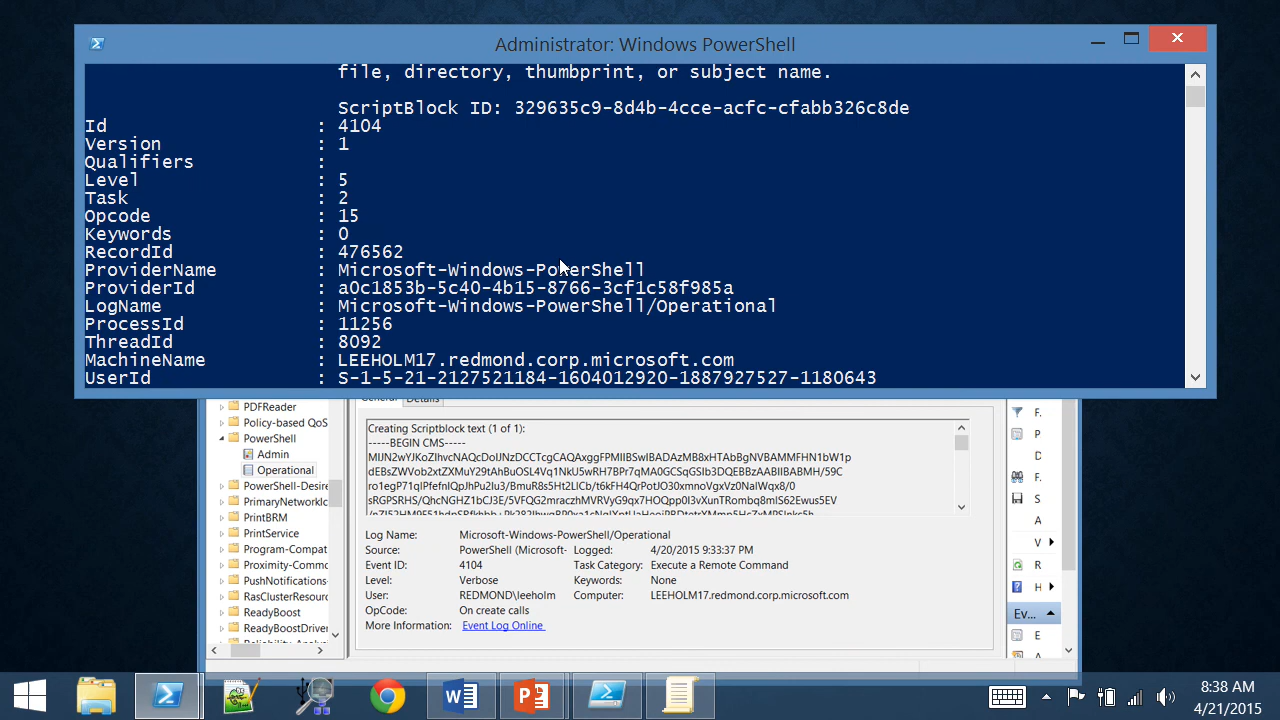 Administrator: Windows PowerShell
file, directory, thumbprint, or subject name.
ScriptBlock ID: 329635c9-8d4b-4cce-acfc-cfabb326c8de
Id : 4104
Version : 1
Qualifiers :
Level : 5
Task : 2
Opcode : 15
Keywords : 0
RecordId : 476562
ProviderName : Microsoft-Windows-PowerShell
ProviderId : a0c1853b-5c40-4b15-8766-3cf1c58f985a
LogName : Microsoft-Windows-PowerShell/Operational
ProcessId : 11256
ThreadId : 8092
MachineName : LEEHOLM17.redmond.corp.microsoft.com
UserId : S-1-5-21-2127521184-1604012920-1887927527-1180643
PDFReader
Policy-based QoS
PowerShell
Admin
Operational
PowerShell-Desire
PrimaryNetworkIc
PrintBRM
PrintService
Program-Compat
Proximity-Commo
PushNotifications-
RasClusterResourc
ReadyBoost
ReadyBoostDriver
General Details
Creating Scriptblock text (1 of 1):
-----BEGIN CMS-----
Log Name: Microsoft-Windows-PowerShell/Operational
Source: PowerShell (Microsoft- Logged: 4/20/2015 9:33:37 PM
Event ID: 4104 Task Category: Execute a Remote Command
Level: Verbose Keywords: None
User: REDMOND\leeholm Computer: LEEHOLM17.redmond.corp.microsoft.com
OpCode: On create calls
More Information: Event Log Online
F.
P
D
F.
S
A
V
R
H
Ev...
E
A
8:38 AM
4/21/2015